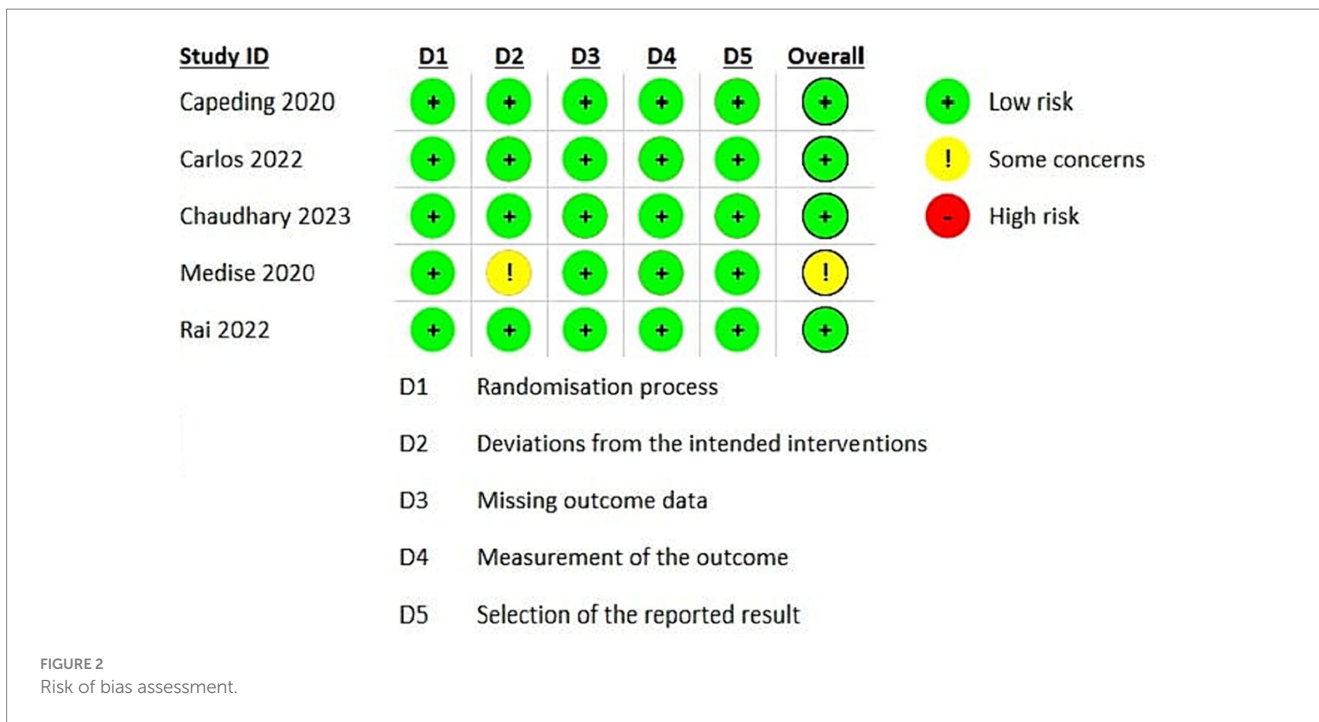 Study ID D1 D2 D3 D4 D5 Overall
Capeding 2020 + + + + + +
+ Low risk
Carlos 2022 + + + + + +
! Some concerns
Chaudhary 2023 + + + + + +
- High risk
Medise 2020 + ! + + + !
Rai 2022 + + + + + +
D1 Randomisation process
D2 Deviations from the intended interventions
D3 Missing outcome data
D4 Measurement of the outcome
D5 Selection of the reported result
FIGURE 2
Risk of bias assessment.